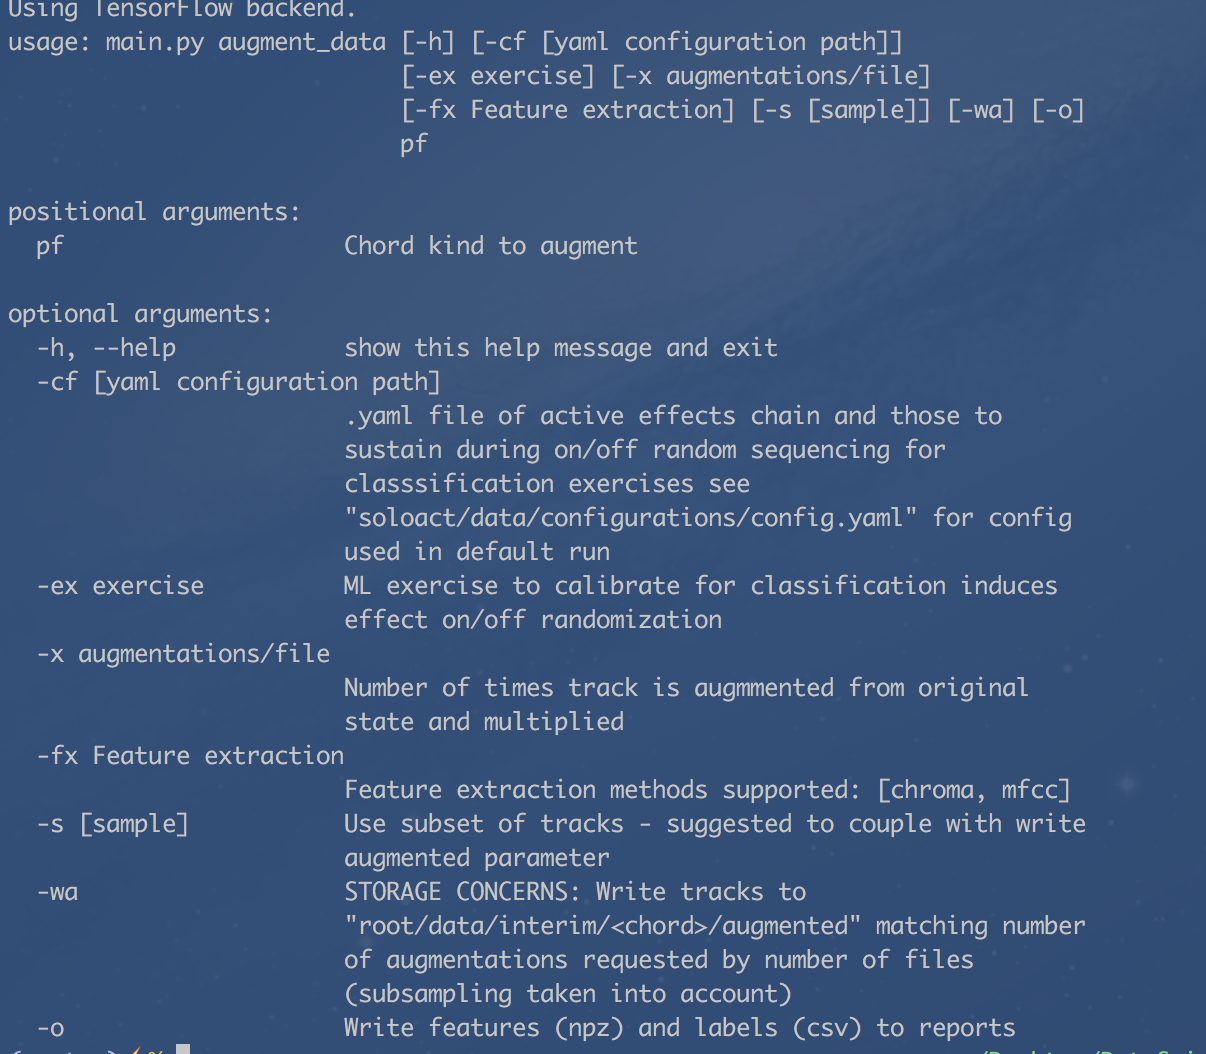 Using TensorFlow backend.
usage: main.py augment_data [-h] [-cf [yaml configuration path]]
                            [-ex exercise] [-x augmentations/file]
                            [-fx Feature extraction] [-s [sample]] [-wa] [-o]
                            pf

positional arguments:
  pf                    Chord kind to augment

optional arguments:
  -h, --help            show this help message and exit
  -cf [yaml configuration path]
                        .yaml file of active effects chain and those to
                        sustain during on/off random sequencing for
                        classsification exercises see
                        "soloact/data/configurations/config.yaml" for config
                        used in default run
  -ex exercise          ML exercise to calibrate for classification induces
                        effect on/off randomization
  -x augmentations/file
                        Number of times track is augmmented from original
                        state and multiplied
  -fx Feature extraction
                        Feature extraction methods supported: [chroma, mfcc]
  -s [sample]           Use subset of tracks - suggested to couple with write
                        augmented parameter
  -wa                   STORAGE CONCERNS: Write tracks to
                        "root/data/interim/<chord>/augmented" matching number
                        of augmentations requested by number of files
                        (subsampling taken into account)
  -o                    Write features (npz) and labels (csv) to reports